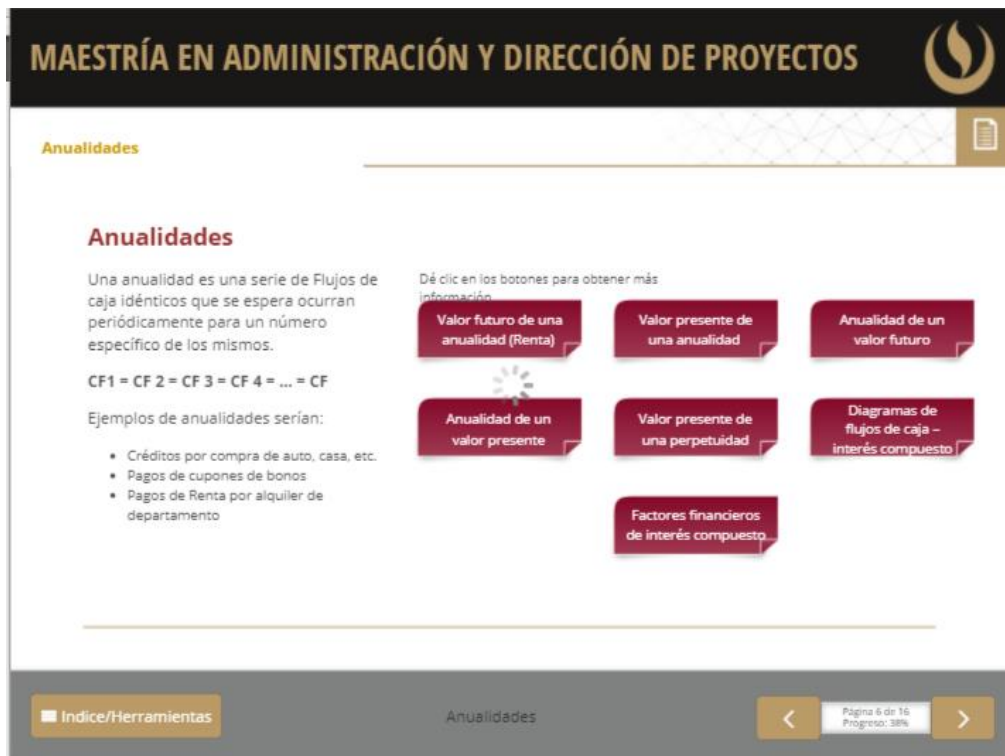 MAESTRÍA EN ADMINISTRACIÓN Y DIRECCIÓN DE PROYECTOS
Anualidades
Anualidades
Una anualidad es una serie de Flujos de
caja idénticos que se espera ocurran
periódicamente para un número
específico de los mismos.
CF1 = CF 2 = CF 3 = CF 4 = ... = CF
Ejemplos de anualidades serían:
• Créditos por compra de auto, casa, etc.
• Pagos de cupones de bonos
• Pagos de Renta por alquiler de
departamento
Dé clic en los botones para obtener más
información
Valor futuro de una
anualidad (Renta)
Valor presente de
una anualidad
Anualidad de un
valor futuro
Anualidad de un
valor presente
Valor presente de
una perpetuidad
Diagramas de
flujos de caja –
interés compuesto
Factores financieros
de interés compuesto
Indice/Herramientas
Anualidades
Página 6 de 16
Progreso: 38%